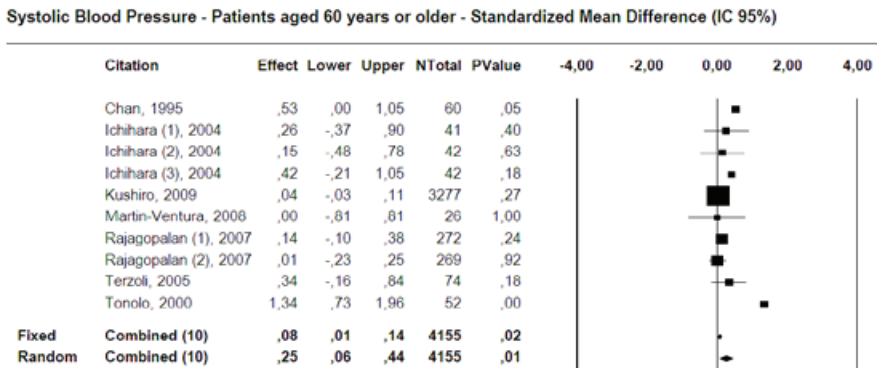 Systolic Blood Pressure - Patients aged 60 years or older - Standardized Mean Difference (IC 95%)
Citation Effect Lower Upper NTotal PValue -4,00 -2,00 0,00 2,00 4,00
Chan, 1995 ,53 ,00 1,05 60 ,05
Ichihara (1), 2004 ,26 -,37 ,90 41 ,40
Ichihara (2), 2004 ,15 -,48 ,78 42 ,63
Ichihara (3), 2004 ,42 -,21 1,05 42 ,18
Kushiro, 2009 ,04 -,03 ,11 3277 ,27
Martin-Ventura, 2008 ,00 -,81 ,81 26 1,00
Rajagopalan (1), 2007 ,14 -,10 ,38 272 ,24
Rajagopalan (2), 2007 ,01 -,23 ,25 269 ,92
Terzoli, 2005 ,34 -,16 ,84 74 ,18
Tonolo, 2000 1,34 ,73 1,96 52 ,00
Fixed Combined (10) ,08 ,01 ,14 4155 ,02
Random Combined (10) ,25 ,06 ,44 4155 ,01